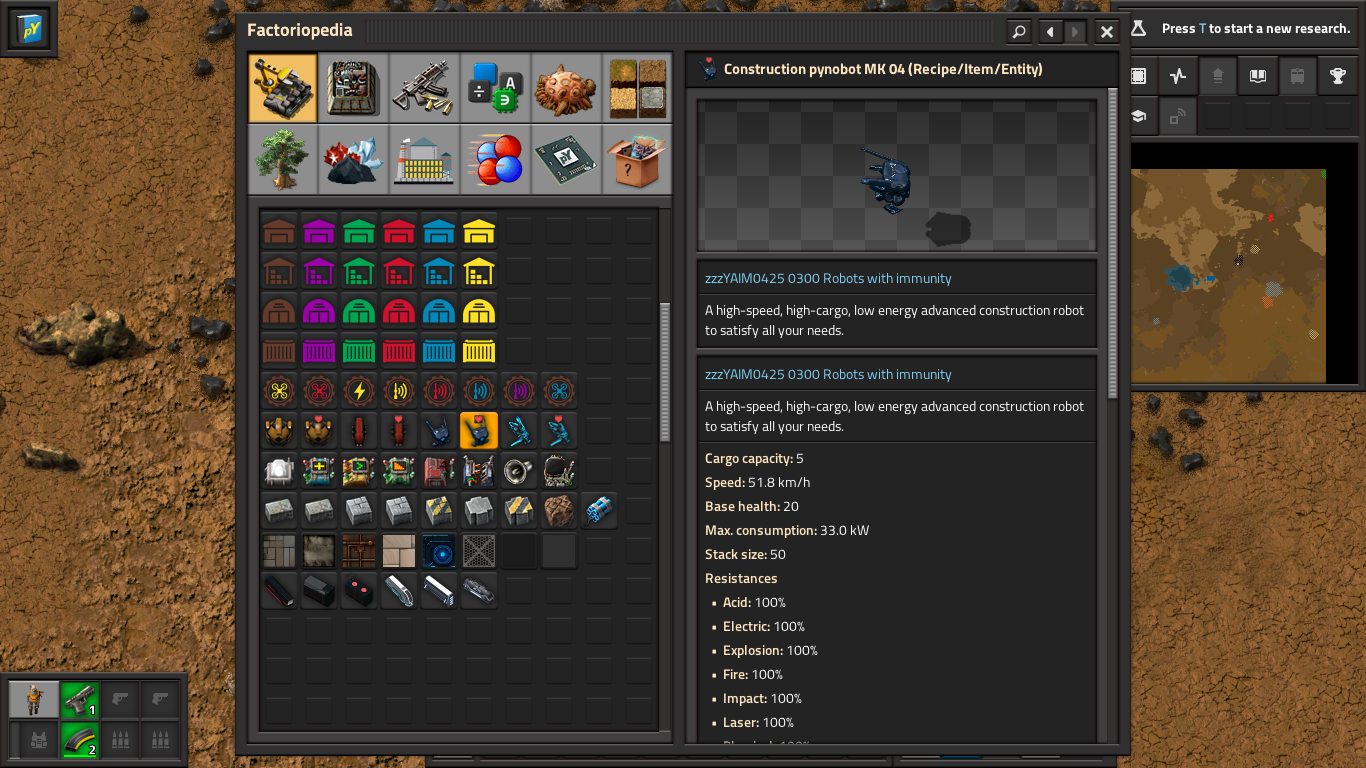 pY
Factoriopedia
A
pY
?
Construction pynobot MK 04 (Recipe/Item/Entity)
zzzYAIM0425 0300 Robots with immunity
A high-speed, high-cargo, low energy advanced construction robot
to satisfy all your needs.
zzzYAIM0425 0300 Robots with immunity
A high-speed, high-cargo, low energy advanced construction robot
to satisfy all your needs.
Cargo capacity: 5
Speed: 51.8 km/h
Base health: 20
Max. consumption: 33.0 kW
Stack size: 50
Resistances
▪ Acid: 100%
▪ Electric: 100%
▪ Explosion: 100%
▪ Fire: 100%
▪ Impact: 100%
▪ Laser: 100%
Press T to start a new research.
1
2